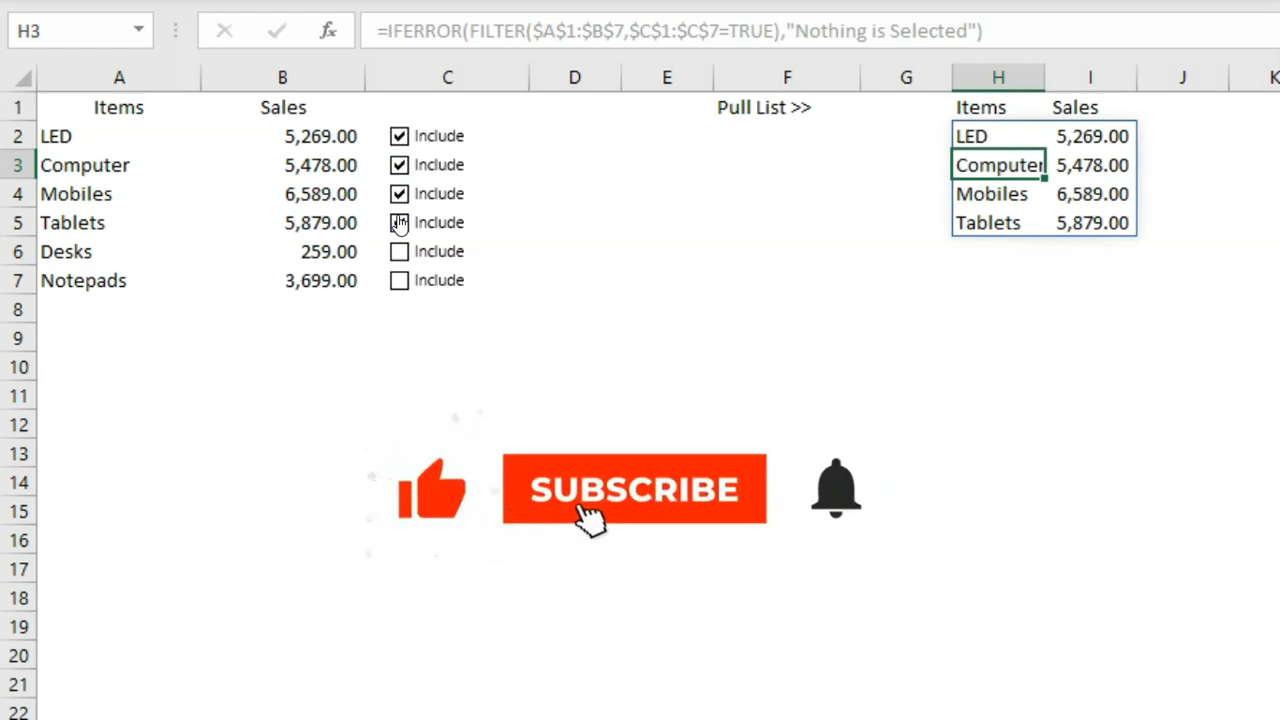 H3 fx =IFERROR(FILTER($A$1:$B$7,$C$1:$C$7=TRUE),"Nothing is Selected")
A B C D E F G H I J K
1 Items Sales Pull List >> Items Sales
2 LED 5,269.00 Include LED 5,269.00
3 Computer 5,478.00 Include Computer 5,478.00
4 Mobiles 6,589.00 Include Mobiles 6,589.00
5 Tablets 5,879.00 Include Tablets 5,879.00
6 Desks 259.00 Include
7 Notepads 3,699.00 Include
8
9
10
11
12
13
14 SUBSCRIBE
15
16
17
18
19
20
21
22